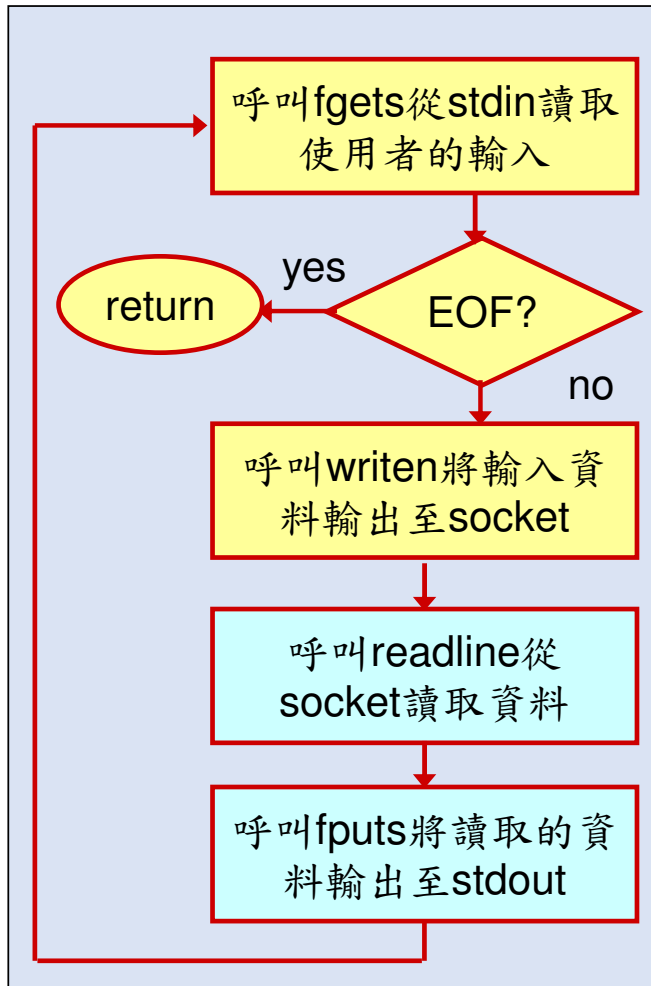 呼叫fgets從stdin讀取
使用者的輸入
yes
return
EOF?
no
呼叫writen將輸入資
料輸出至socket
呼叫readline從
socket讀取資料
呼叫fputs將讀取的資
料輸出至stdout